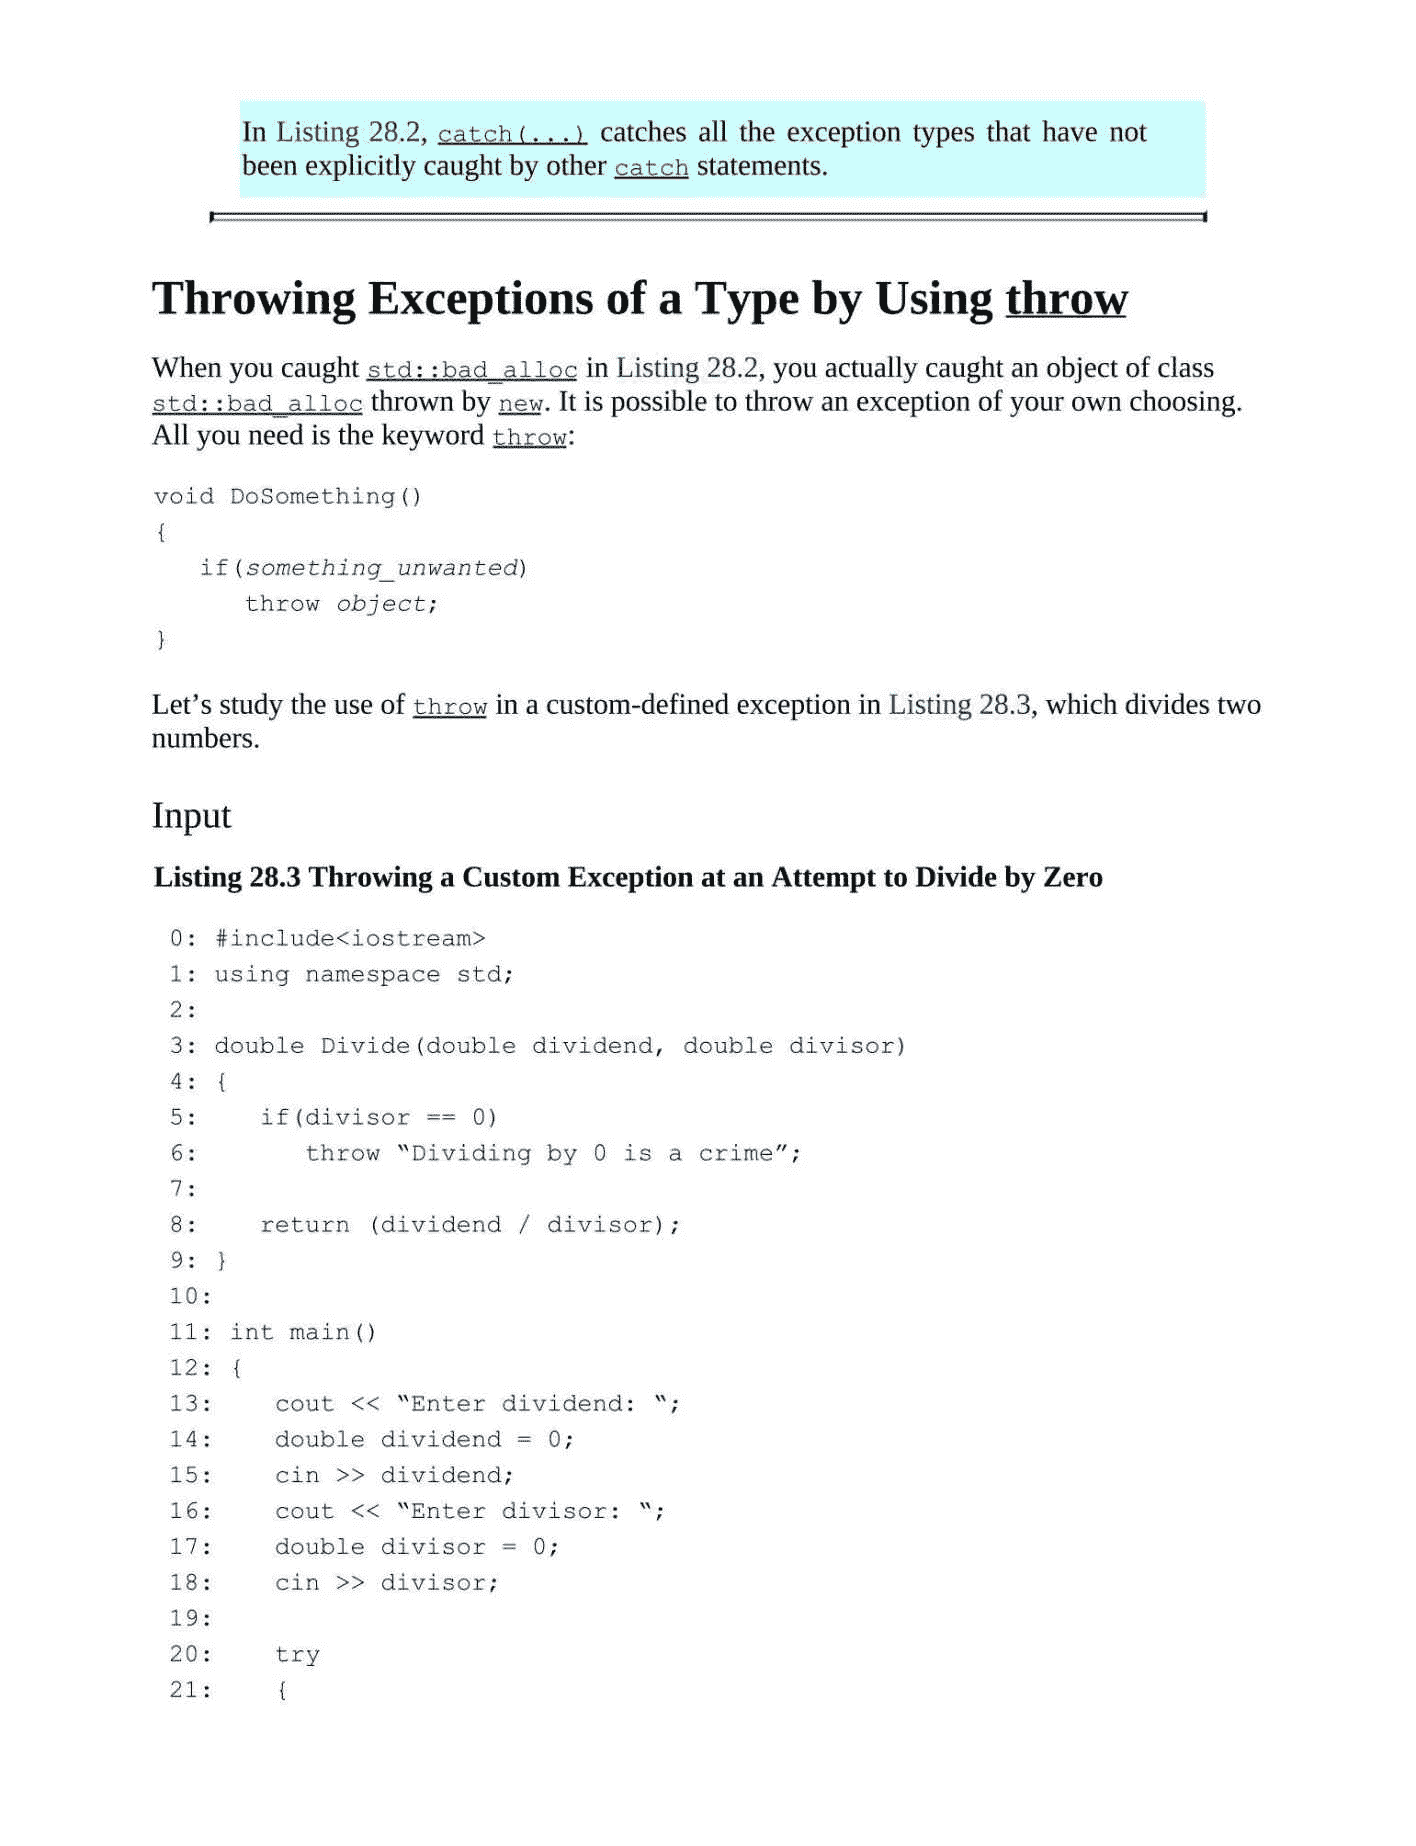 In Listing 28.2, catch(...) catches all the exception types that have not
been explicitly caught by other catch statements.
Throwing Exceptions of a Type by Using throw
When you caught std::bad_alloc in Listing 28.2, you actually caught an object of class
std::bad_alloc thrown by new. It is possible to throw an exception of your own choosing.
All you need is the keyword throw:
void DoSomething()
{
   if(something_unwanted)
      throw object;
}
Let’s study the use of throw in a custom-defined exception in Listing 28.3, which divides two
numbers.
Input
Listing 28.3 Throwing a Custom Exception at an Attempt to Divide by Zero
0: #include<iostream>
1: using namespace std;
2:
3: double Divide(double dividend, double divisor)
4: {
5:    if(divisor == 0)
6:       throw “Dividing by 0 is a crime”;
7:
8:    return (dividend / divisor);
9: }
10:
11: int main()
12: {
13:    cout << “Enter dividend: “;
14:    double dividend = 0;
15:    cin >> dividend;
16:    cout << “Enter divisor: “;
17:    double divisor = 0;
18:    cin >> divisor;
19:
20:    try
21:    {